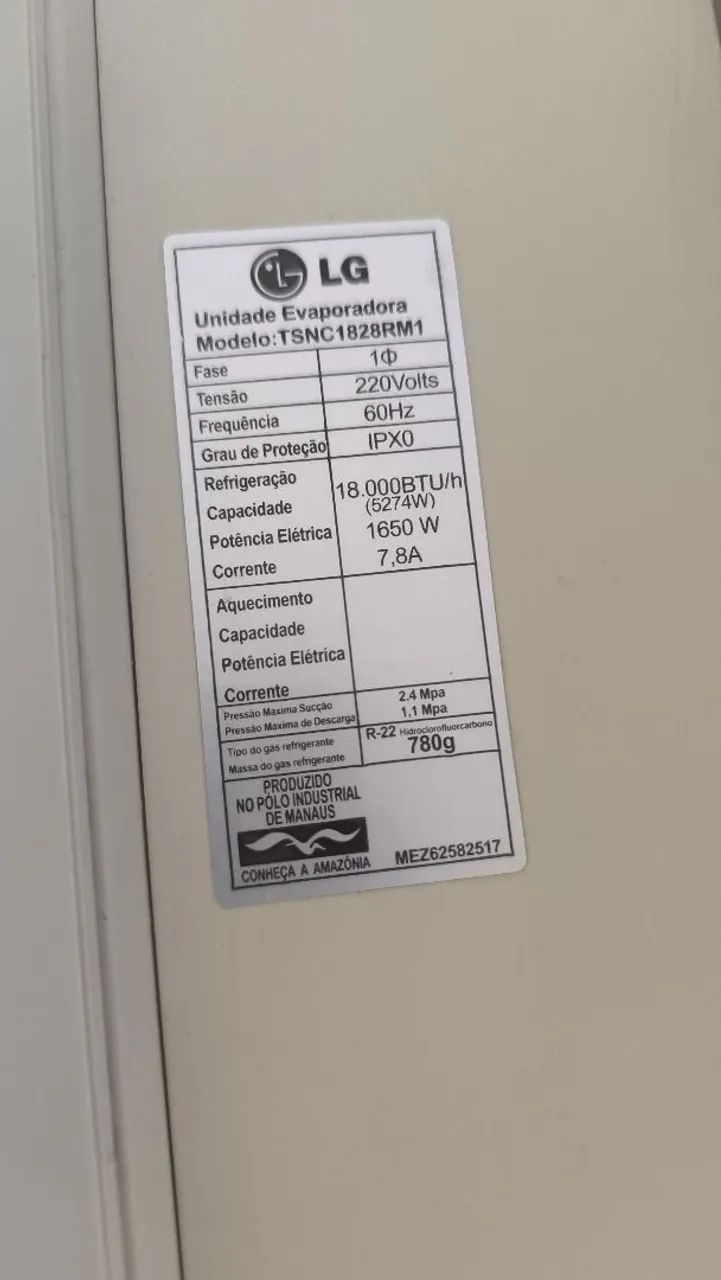 LG
Unidade Evaporadora
Modelo:TSNC1828RM1
Fase 1Φ
Tensão 220Volts
Frequência 60Hz
Grau de Proteção IPX0
Refrigeração
Capacidade 18.000BTU/h
(5274W)
Potência Elétrica 1650 W
Corrente 7,8A
Aquecimento
Capacidade
Potência Elétrica
Corrente
Pressão Maxima Sucção 2.4 Mpa
Pressão Máxima de Descarga 1,1 Mpa
Tipo do gás refrigerante R-22 Hidroclorofluorcarbono
Massa do gás refrigerante 780g
PRODUZIDO
NO PÓLO INDUSTRIAL
DE MANAUS
CONHEÇA A AMAZÔNIA
MEZ62582517